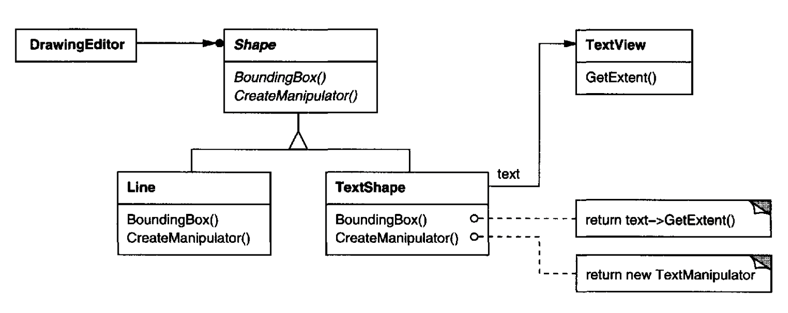 DrawingEditor
Shape
BoundingBox()
CreateManipulator()
TextView
GetExtent()
Line
BoundingBox()
CreateManipulator()
TextShape
BoundingBox()
CreateManipulator()
text
return text->GetExtent()
return new TextManipulator